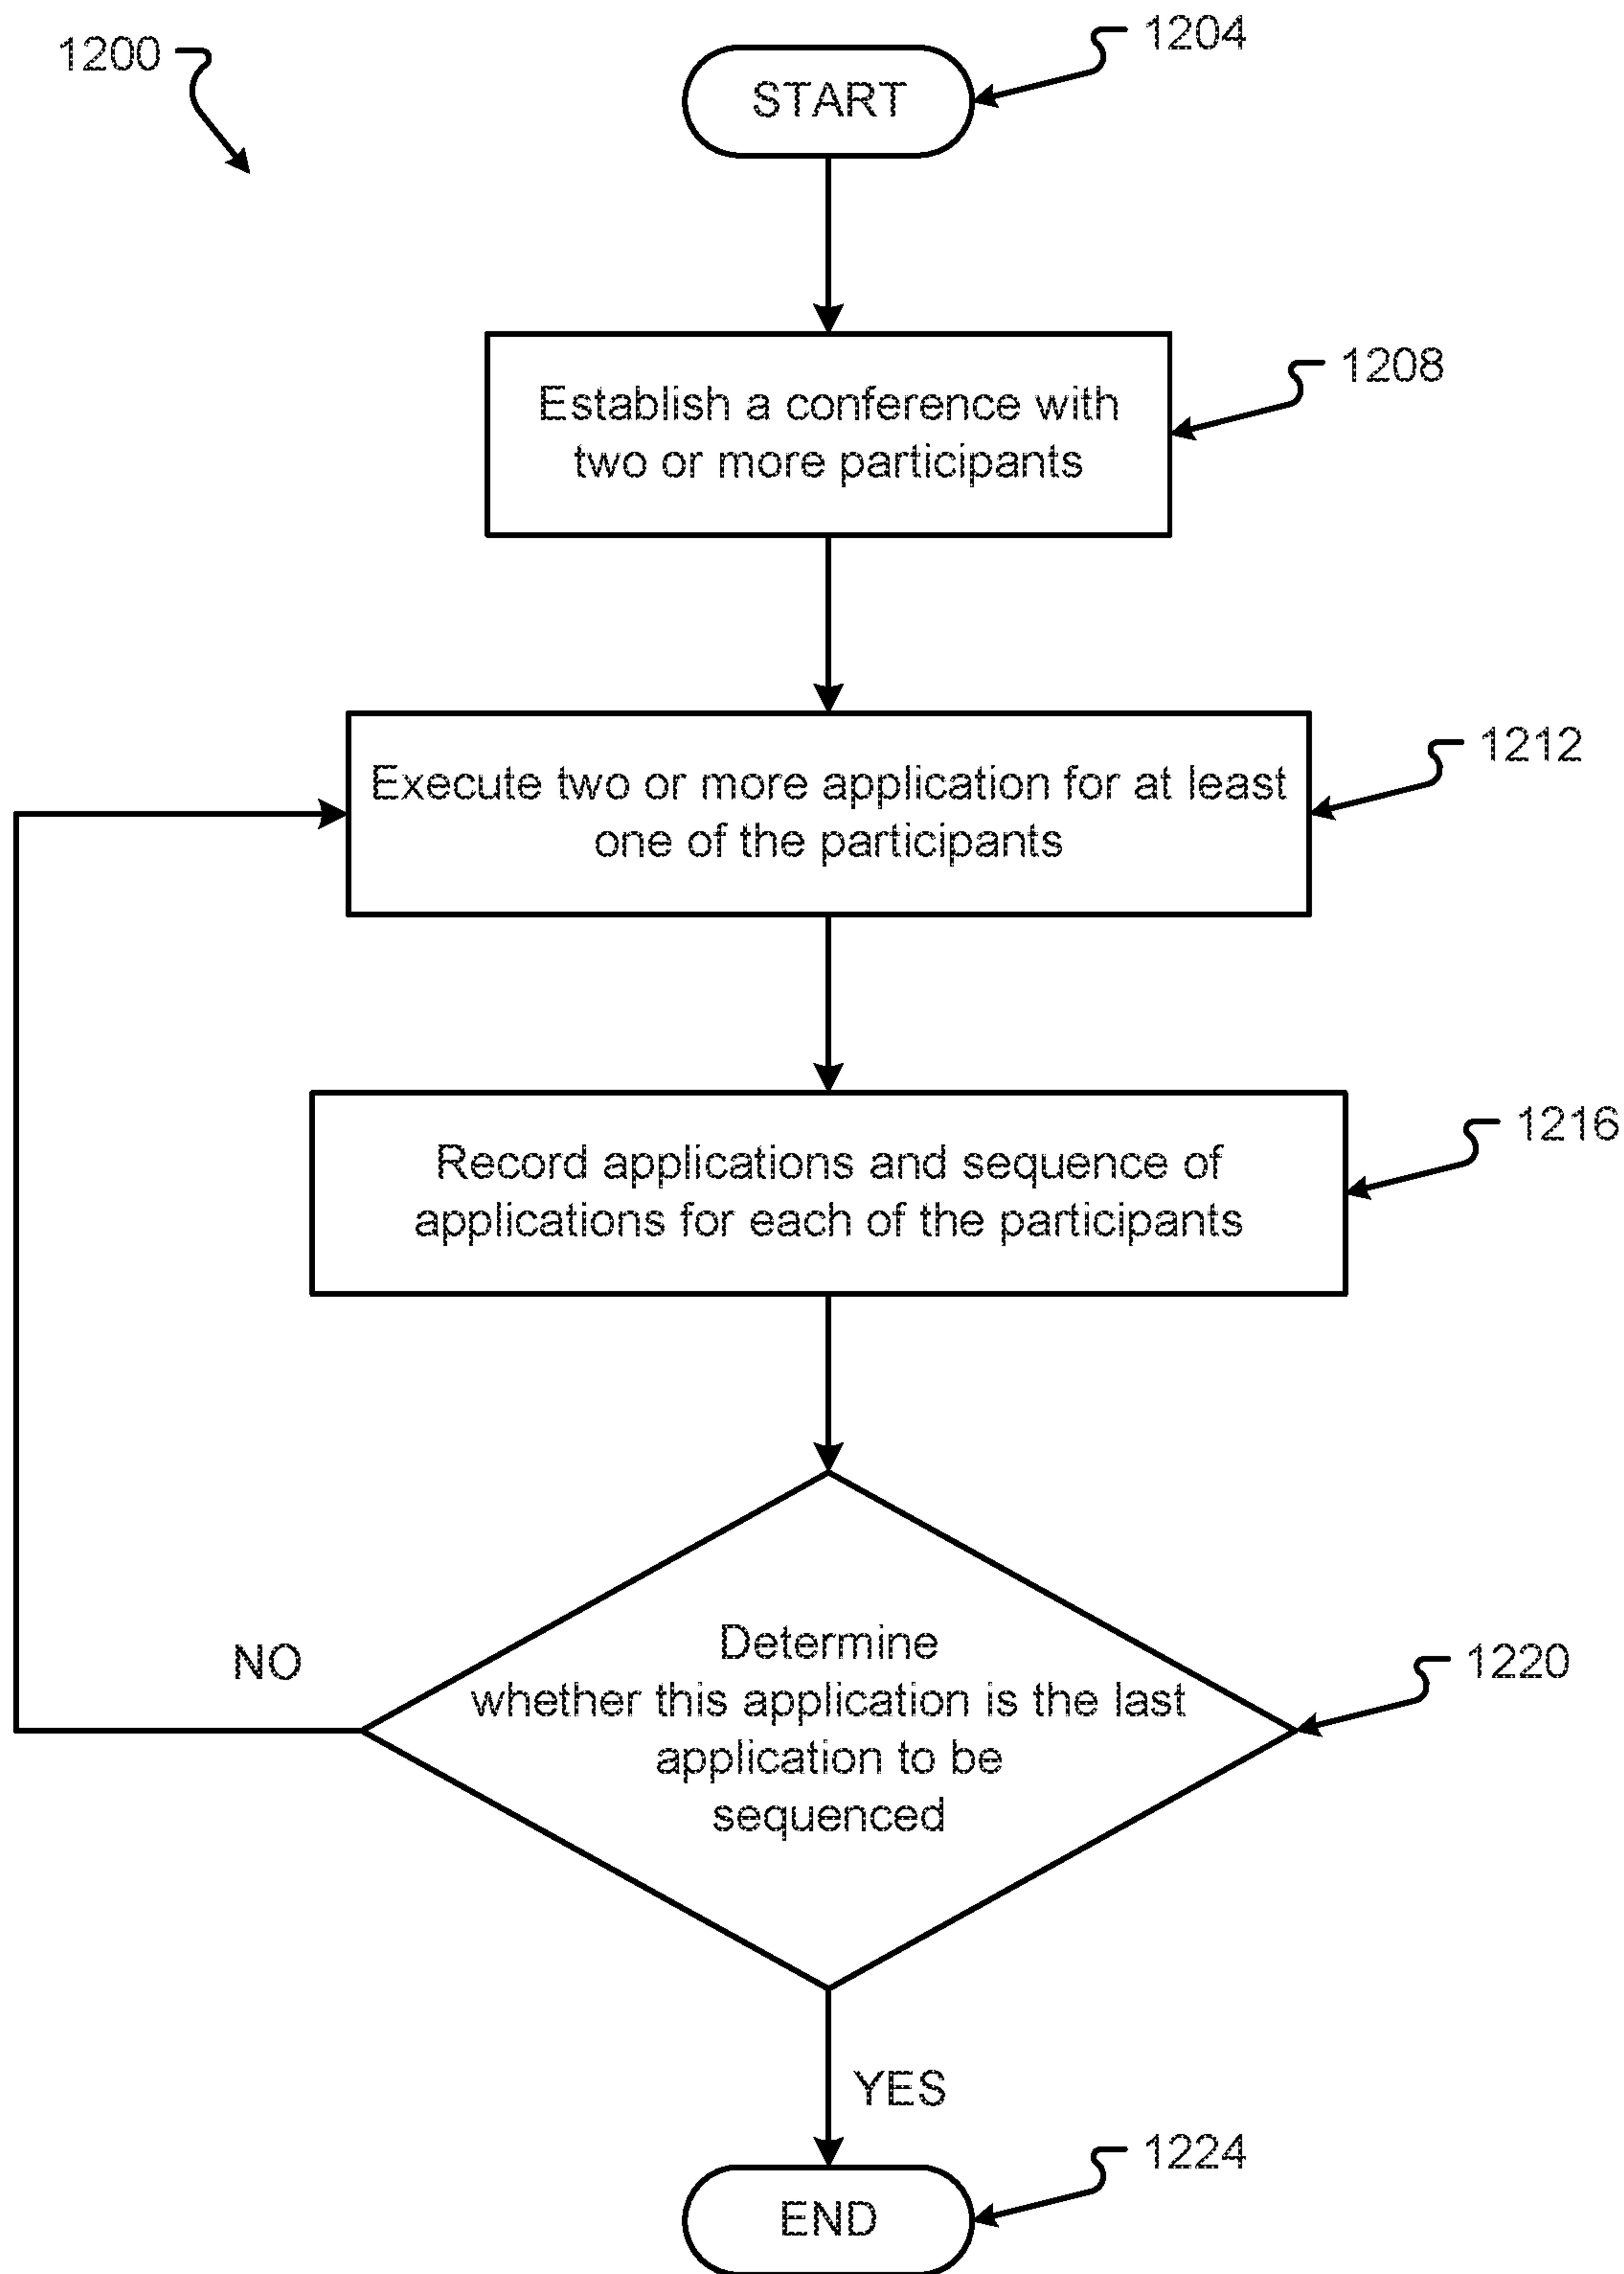 1200
START
1204
Establish a conference with
two or more participants
1208
Execute two or more application for at least
one of the participants
1212
Record applications and sequence of
applications for each of the participants
1216
Determine
whether this application is the last
application to be
sequenced
1220
NO
YES
END
1224